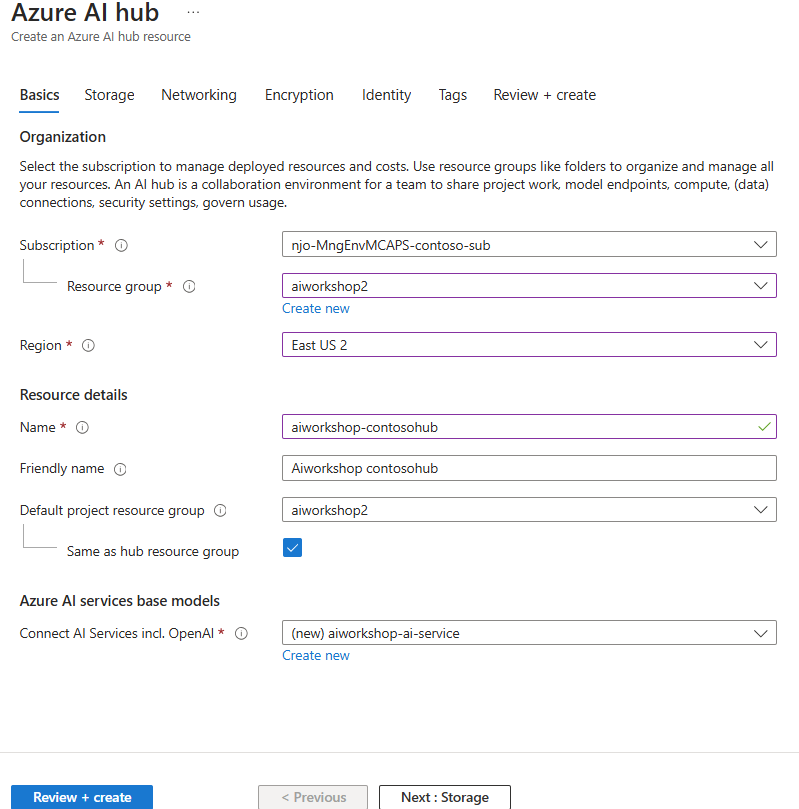 Azure AI hub ...
Create an Azure AI hub resource
Basics Storage Networking Encryption Identity Tags Review + create
Organization
Select the subscription to manage deployed resources and costs. Use resource groups like folders to organize and manage all
your resources. An AI hub is a collaboration environment for a team to share project work, model endpoints, compute, (data)
connections, security settings, govern usage.
Subscription * njo-MngEnvMCAPS-contoso-sub
Resource group * aiworkshop2
Create new
Region * East US 2
Resource details
Name * aiworkshop-contosohub
Friendly name Aiworkshop contosohub
Default project resource group aiworkshop2
Same as hub resource group
Azure AI services base models
Connect AI Services incl. OpenAI * (new) aiworkshop-ai-service
Create new
Review + create < Previous Next : Storage